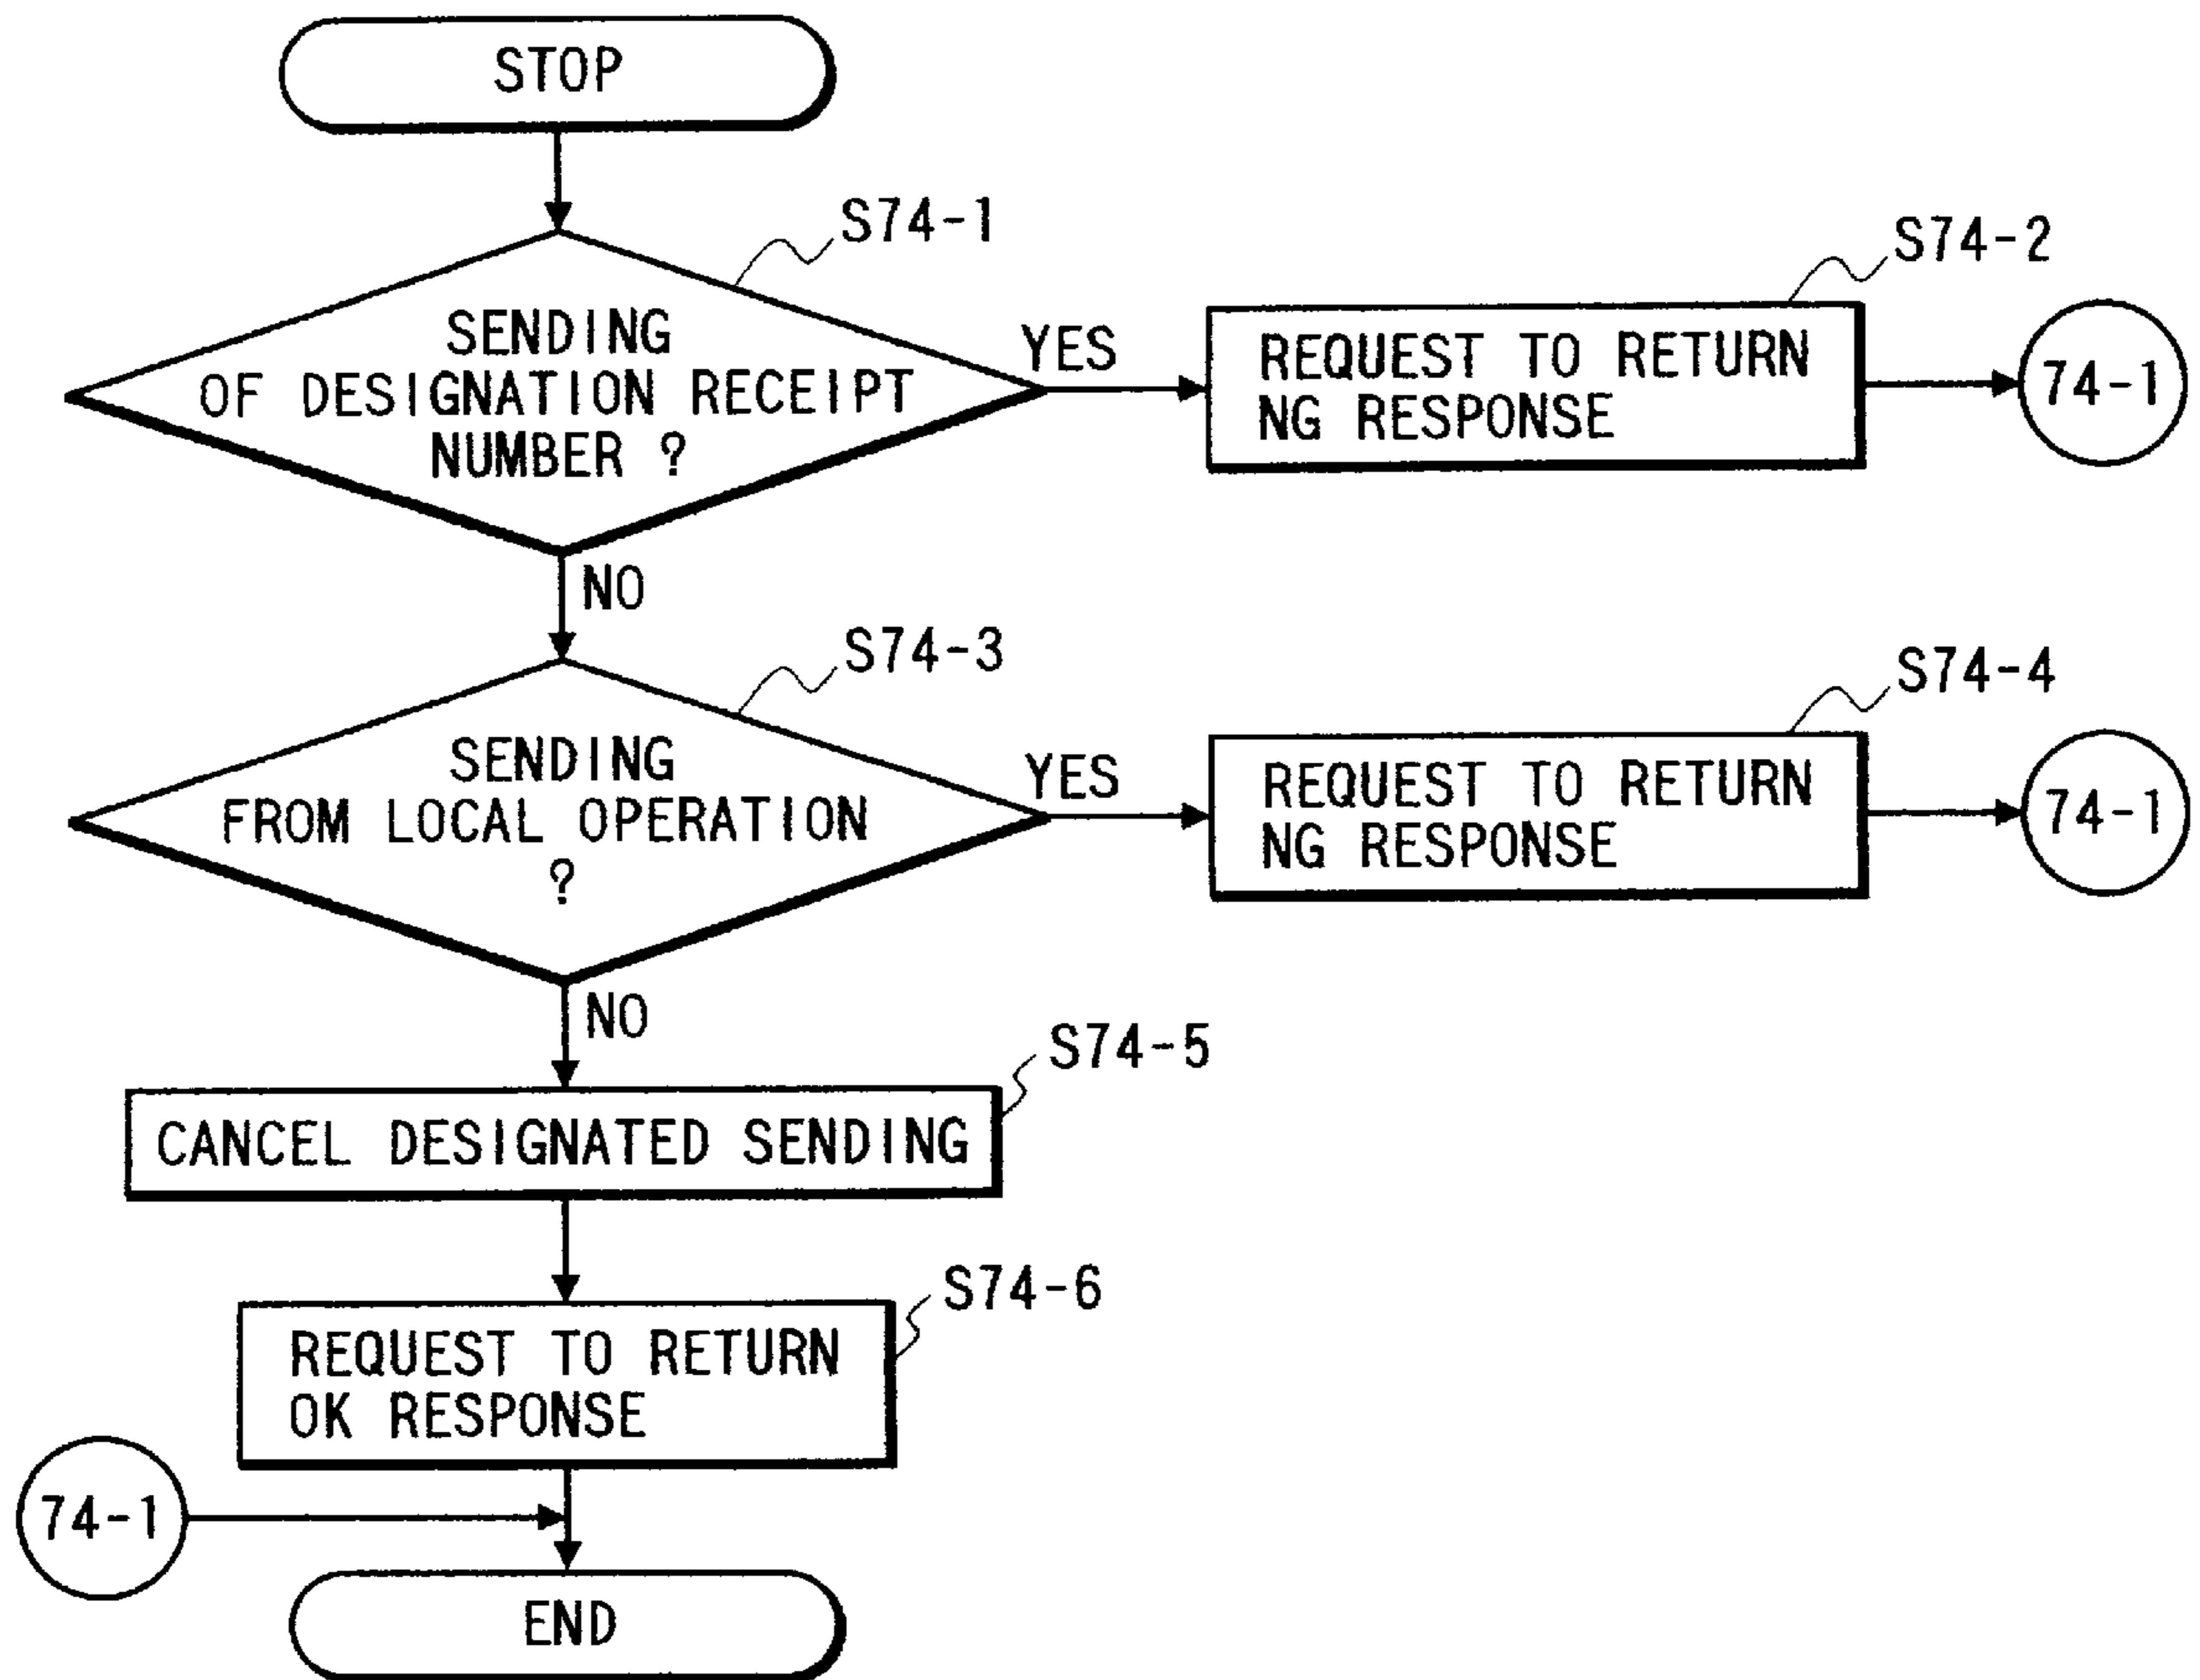 STOP
S74-1
SENDING
OF DESIGNATION RECEIPT
NUMBER ?
YES
S74-2
REQUEST TO RETURN
NG RESPONSE
74-1
NO
S74-3
SENDING
FROM LOCAL OPERATION
?
YES
S74-4
REQUEST TO RETURN
NG RESPONSE
74-1
NO
S74-5
CANCEL DESIGNATED SENDING
S74-6
REQUEST TO RETURN
OK RESPONSE
74-1
END